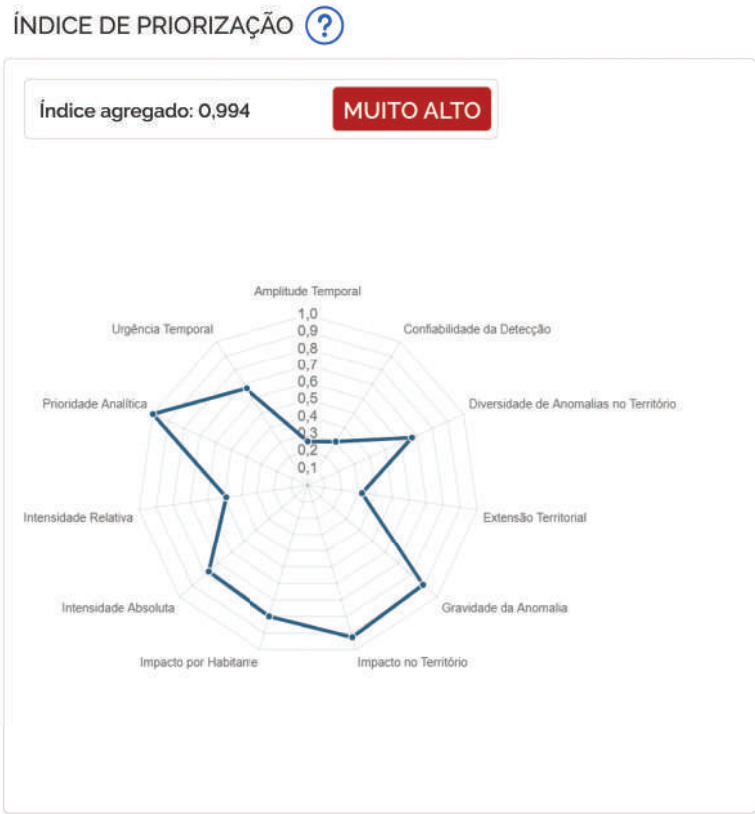 ÍNDICE DE PRIORIZAÇÃO ?
Índice agregado: 0,994
MUITO ALTO
Amplitude Temporal
Urgência Temporal
Confiabilidade da Detecção
Prioridade Analítica
Diversidade de Anomalias no Território
Intensidade Relativa
Extensão Territorial
Intensidade Absoluta
Gravidade da Anomalia
Impacto por Habitante
Impacto no Território
1,0
0,9
0,8
0,7
0,6
0,5
0,4
0,3
0,2
0,1